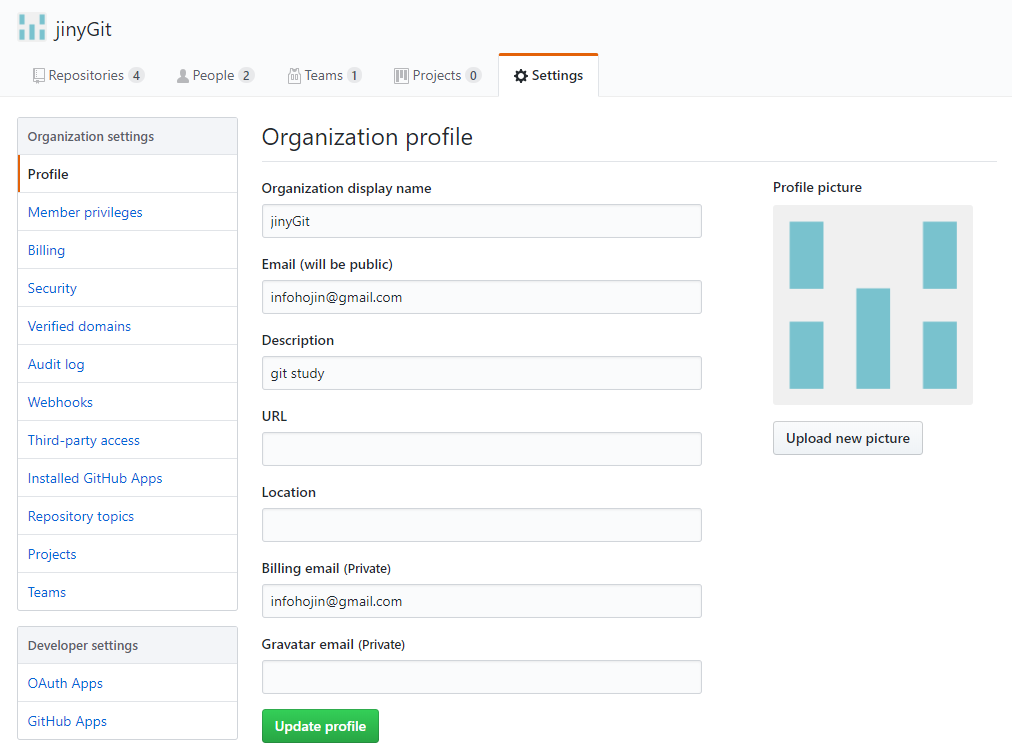 jinyGit
Repositories 4 People 2 Teams 1 Projects 0 Settings
Organization settings
Profile
Member privileges
Billing
Security
Verified domains
Audit log
Webhooks
Third-party access
Installed GitHub Apps
Repository topics
Projects
Teams
Developer settings
OAuth Apps
GitHub Apps
Organization profile
Organization display name
jinyGit
Email (will be public)
infohojin@gmail.com
Description
git study
URL
Location
Billing email (Private)
infohojin@gmail.com
Gravatar email (Private)
Update profile
Profile picture
Upload new picture